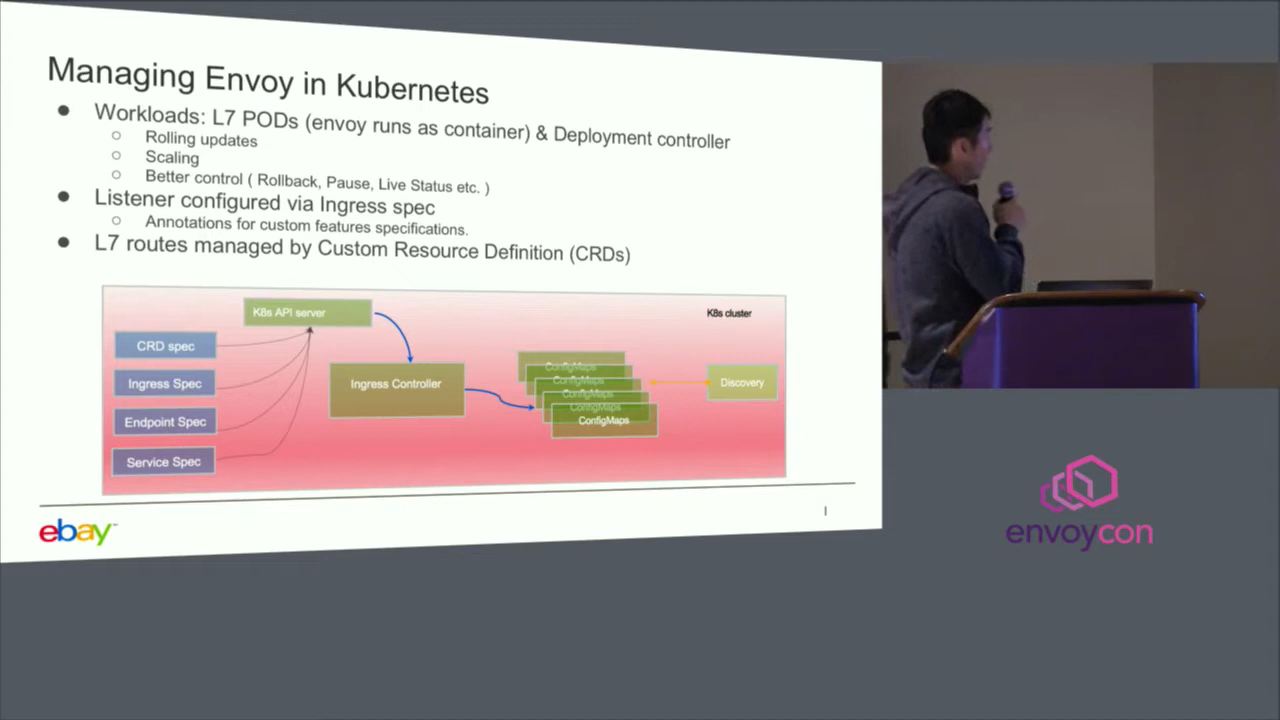 Managing Envoy in Kubernetes
● Workloads: L7 PODs (envoy runs as container) & Deployment controller
○ Rolling updates
○ Scaling
○ Better control ( Rollback, Pause, Live Status etc. )
● Listener configured via Ingress spec
○ Annotations for custom features specifications.
● L7 routes managed by Custom Resource Definition (CRDs)
K8s API server
K8s cluster
CRD spec
Ingress Spec
Endpoint Spec
Service Spec
Ingress Controller
ConfigMaps
ConfigMaps
ConfigMaps
ConfigMaps
ConfigMaps
Discovery
ebay™
envoycon